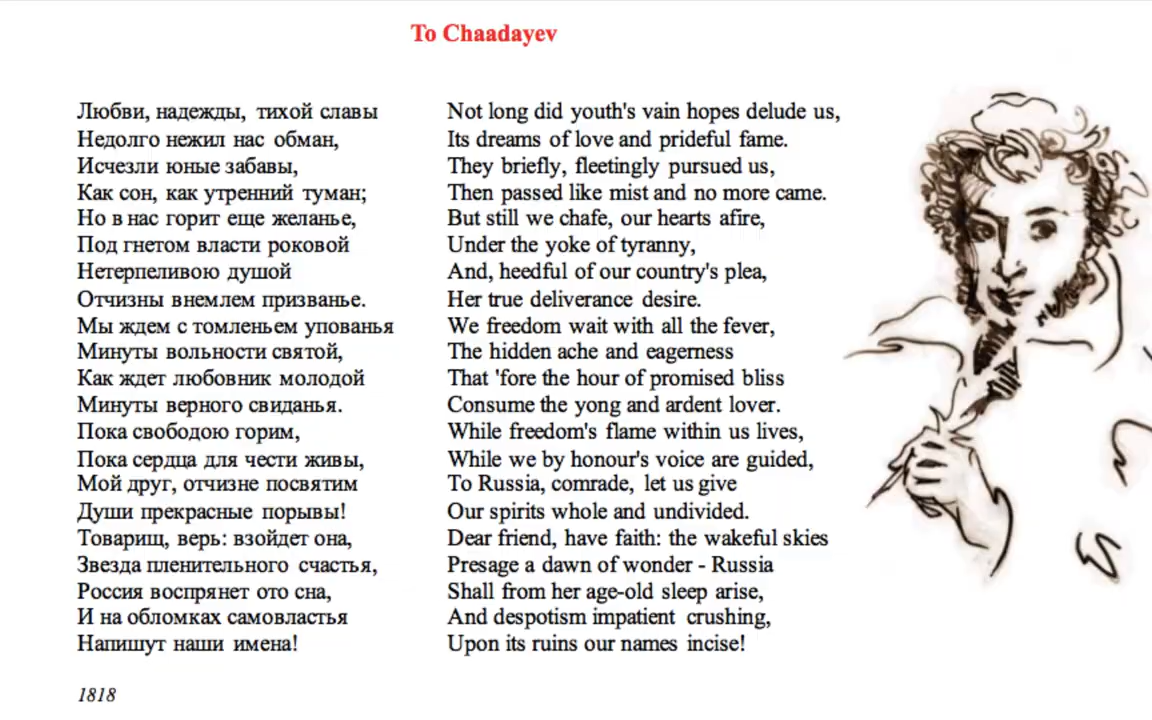 To Chaadayev
Любви, надежды, тихой славы
Недолго нежил нас обман,
Исчезли юные забавы,
Как сон, как утренний туман;
Но в нас горит еще желанье,
Под гнетом власти роковой
Нетерпеливою душой
Отчизны внемлем призванье.
Мы ждем с томленьем упованья
Минуты вольности святой,
Как ждет любовник молодой
Минуты верного свиданья.
Пока свободою горим,
Пока сердца для чести живы,
Мой друг, отчизне посвятим
Души прекрасные порывы!
Товарищ, верь: взойдет она,
Звезда пленительного счастья,
Россия воспрянет ото сна,
И на обломках самовластья
Напишут наши имена!
1818
Not long did youth's vain hopes delude us,
Its dreams of love and prideful fame.
They briefly, fleetingly pursued us,
Then passed like mist and no more came.
But still we chafe, our hearts afire,
Under the yoke of tyranny,
And, heedful of our country's plea,
Her true deliverance desire.
We freedom wait with all the fever,
The hidden ache and eagerness
That 'fore the hour of promised bliss
Consume the yong and ardent lover.
While freedom's flame within us lives,
While we by honour's voice are guided,
To Russia, comrade, let us give
Our spirits whole and undivided.
Dear friend, have faith: the wakeful skies
Presage a dawn of wonder - Russia
Shall from her age-old sleep arise,
And despotism impatient crushing,
Upon its ruins our names incise!